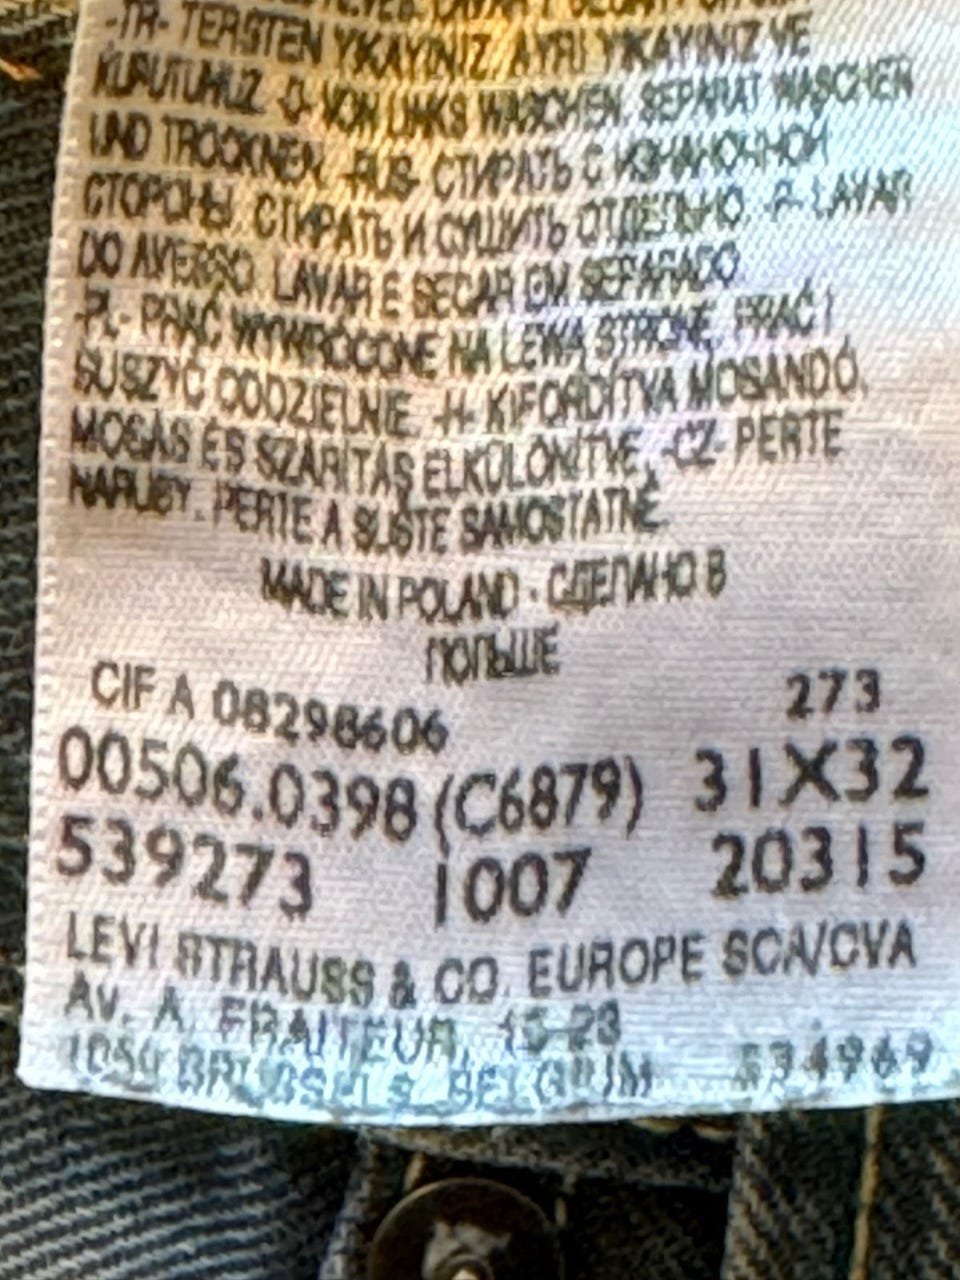 -TR- TERSTEN YIKAYINIZ. AYRI YIKAYINIZ VE
KURUTUNUZ. -D- VON LINKS WASCHEN. SEPARAT WASCHEN
UND TROCKNEN. -RUS- СТИРАТЬ С ИЗНАНОЧНОЙ
СТОРОНЫ. СТИРАТЬ И СУШИТЬ ОТДЕЛЬНО. -P- LAVAR
DO AVESSO. LAVAR E SECAR EM SEPARADO.
-PL- PRAĆ WYWRÓCONE NA LEWĄ STRONĘ. PRAĆ I
SUSZYĆ ODDZIELNIE. -H- KIFORDÍTVA MOSANDÓ.
MOSÁS ÉS SZÁRÍTÁS ELKÜLÖNÍTVE. -CZ- PERTE
NARUBY. PERTE A SUŠTE SAMOSTATNĚ.
MADE IN POLAND - СДЕЛАНО В
ПОЛЬШЕ
CIF A 08298606 273
00506.0398 (C6879) 31X32
539273 1007 20315
LEVI STRAUSS & CO. EUROPE SCA/CVA
AV. A. FRAITEUR, 15-23
1050 BRUSSELS, BELGIUM 534969